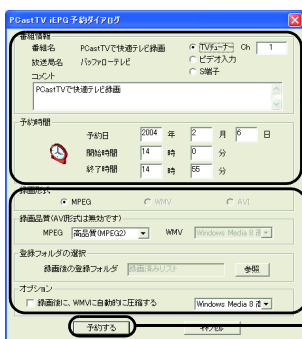 PCastTV iEPG 予約ダイアログ
番組情報
番組名 PCastTVで快適テレビ録画 TVチューナー Ch 1
放送局名 バッファローテレビ ビデオ入力
S端子
コメント
PCastTVで快適テレビ録画
予約時間
予約日 2004 年 2 月 6 日
開始時間 14 時 0 分
終了時間 14 時 55 分
録画形式
MPEG WMV AVI
録画品質(AVI形式は無効です)
MPEG 高品質(MPEG2) WMV Windows Media 8
登録フォルダの選択
録画後の登録フォルダ 録画済みリスト 参照
オプション
録画後に、WMVに自動的に圧縮する Windows Media 8
予約する キャンセル